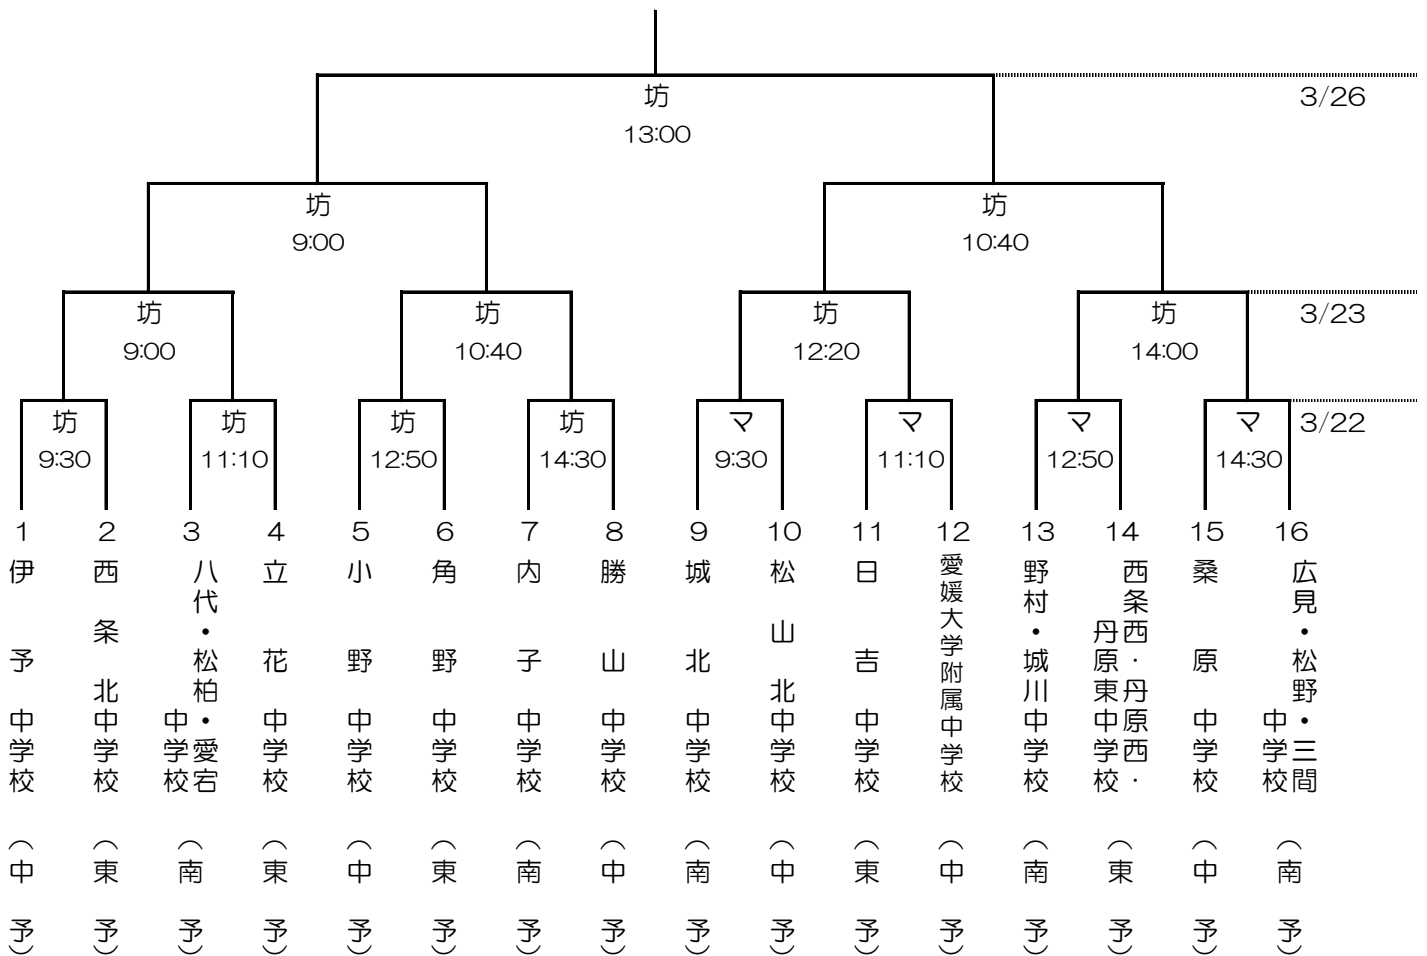 坊
13:00
3/26
坊
9:00
坊
10:40
坊
9:00
坊
10:40
坊
12:20
坊
14:00
3/23
坊
9:30
坊
11:10
坊
12:50
坊
14:30
マ
9:30
マ
11:10
マ
12:50
マ
14:30
3/22
1
伊予中学校
(中予)
2
西条北中学校
(東予)
3
八代・松柏・愛宕
中学校
(南予)
4
立花中学校
(東予)
5
小野中学校
(中予)
6
角野中学校
(東予)
7
内子中学校
(南予)
8
勝山中学校
(中予)
9
城北中学校
(南予)
10
松山北中学校
(中予)
11
日吉中学校
(東予)
12
愛媛大学附属中学校
(中予)
13
野村・城川中学校
(南予)
14
西条西・丹原西・
丹原東中学校
(東予)
15
桑原中学校
(中予)
16
広見・松野・三間
中学校
(南予)